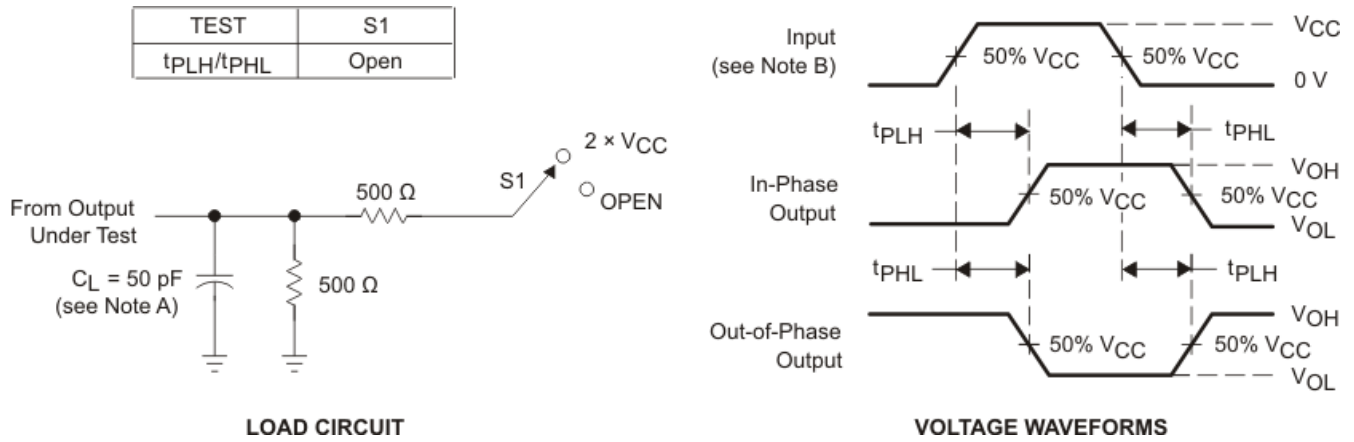 TEST S1
tPLH/tPHL Open
2 × VCC
S1
OPEN
500 Ω
From Output
Under Test
CL = 50 pF
(see Note A)
500 Ω
LOAD CIRCUIT
Input
(see Note B)
50% VCC
50% VCC
VCC
0 V
tPLH
tPHL
In-Phase
Output
50% VCC
50% VCC
VOH
VOL
tPHL
tPLH
Out-of-Phase
Output
50% VCC
50% VCC
VOH
VOL
VOLTAGE WAVEFORMS